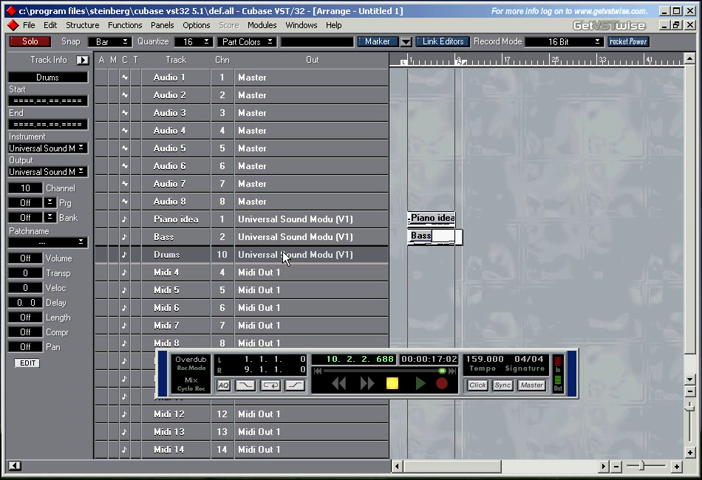 c:\program files\steinberg\cubase vst32 5.1\def.all - Cubase VST/32 - [Arrange - Untitled 1]
For more info log on to www.getvstwise.com
File Edit Structure Functions Panels Options Score Modules Windows Help
GetVSTwise
Solo Snap Bar Quantize 16 Part Colors Marker Link Editors Record Mode 16 Bit rocket Power
Track Info A M C T Track Chn Out
1 17 25 33 41
Drums
Start
====.==.==.====
End
====.==.==.====
Instrument
Universal Sound M
Output
Universal Sound M
10 Channel
Off Prg
Off Bank
Patchname
---
Off Volume
0 Transp
0 Veloc
0. 0 Delay
Off Length
Off Compr
Off Pan
EDIT
Audio 1 1 Master
Audio 2 2 Master
Audio 3 3 Master
Audio 4 4 Master
Audio 5 5 Master
Audio 6 6 Master
Audio 7 7 Master
Audio 8 8 Master
Piano idea 1 Universal Sound Modu (V1) Piano idea
Bass 2 Universal Sound Modu (V1) Bass
Drums 10 Universal Sound Modu (V1)
Midi 4 4 Midi Out 1
Midi 5 5 Midi Out 1
Midi 6 6 Midi Out 1
Midi 7 7 Midi Out 1
Midi 8 8 Midi Out 1
Overdub
Rec Mode
Mix
Cycle Rec
L 1. 1. 1. 0
R 9. 1. 1. 0
AQ
10. 2. 2. 688 00:00:17:02
159.000 04/04
Tempo Signature
Click Sync Master
In
Out
Midi 12 12 Midi Out 1
Midi 13 13 Midi Out 1
Midi 14 14 Midi Out 1